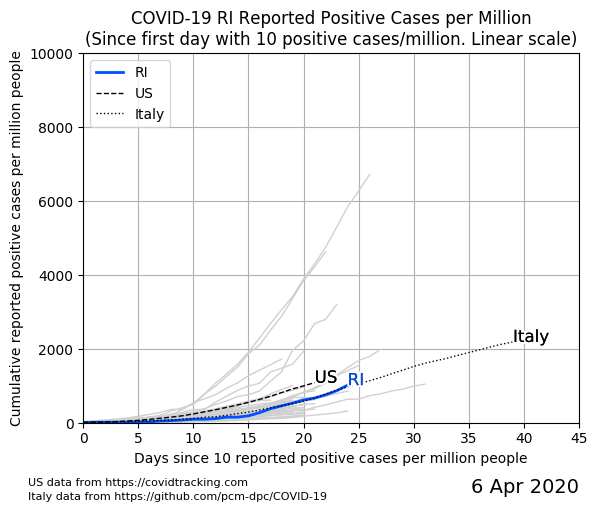 COVID-19 RI Reported Positive Cases per Million
(Since first day with 10 positive cases/million. Linear scale)
Cumulative reported positive cases per million people
10000
8000
6000
4000
2000
0
RI
US
Italy
US
RI
Italy
0 5 10 15 20 25 30 35 40 45
Days since 10 reported positive cases per million people
US data from https://covidtracking.com
Italy data from https://github.com/pcm-dpc/COVID-19
6 Apr 2020